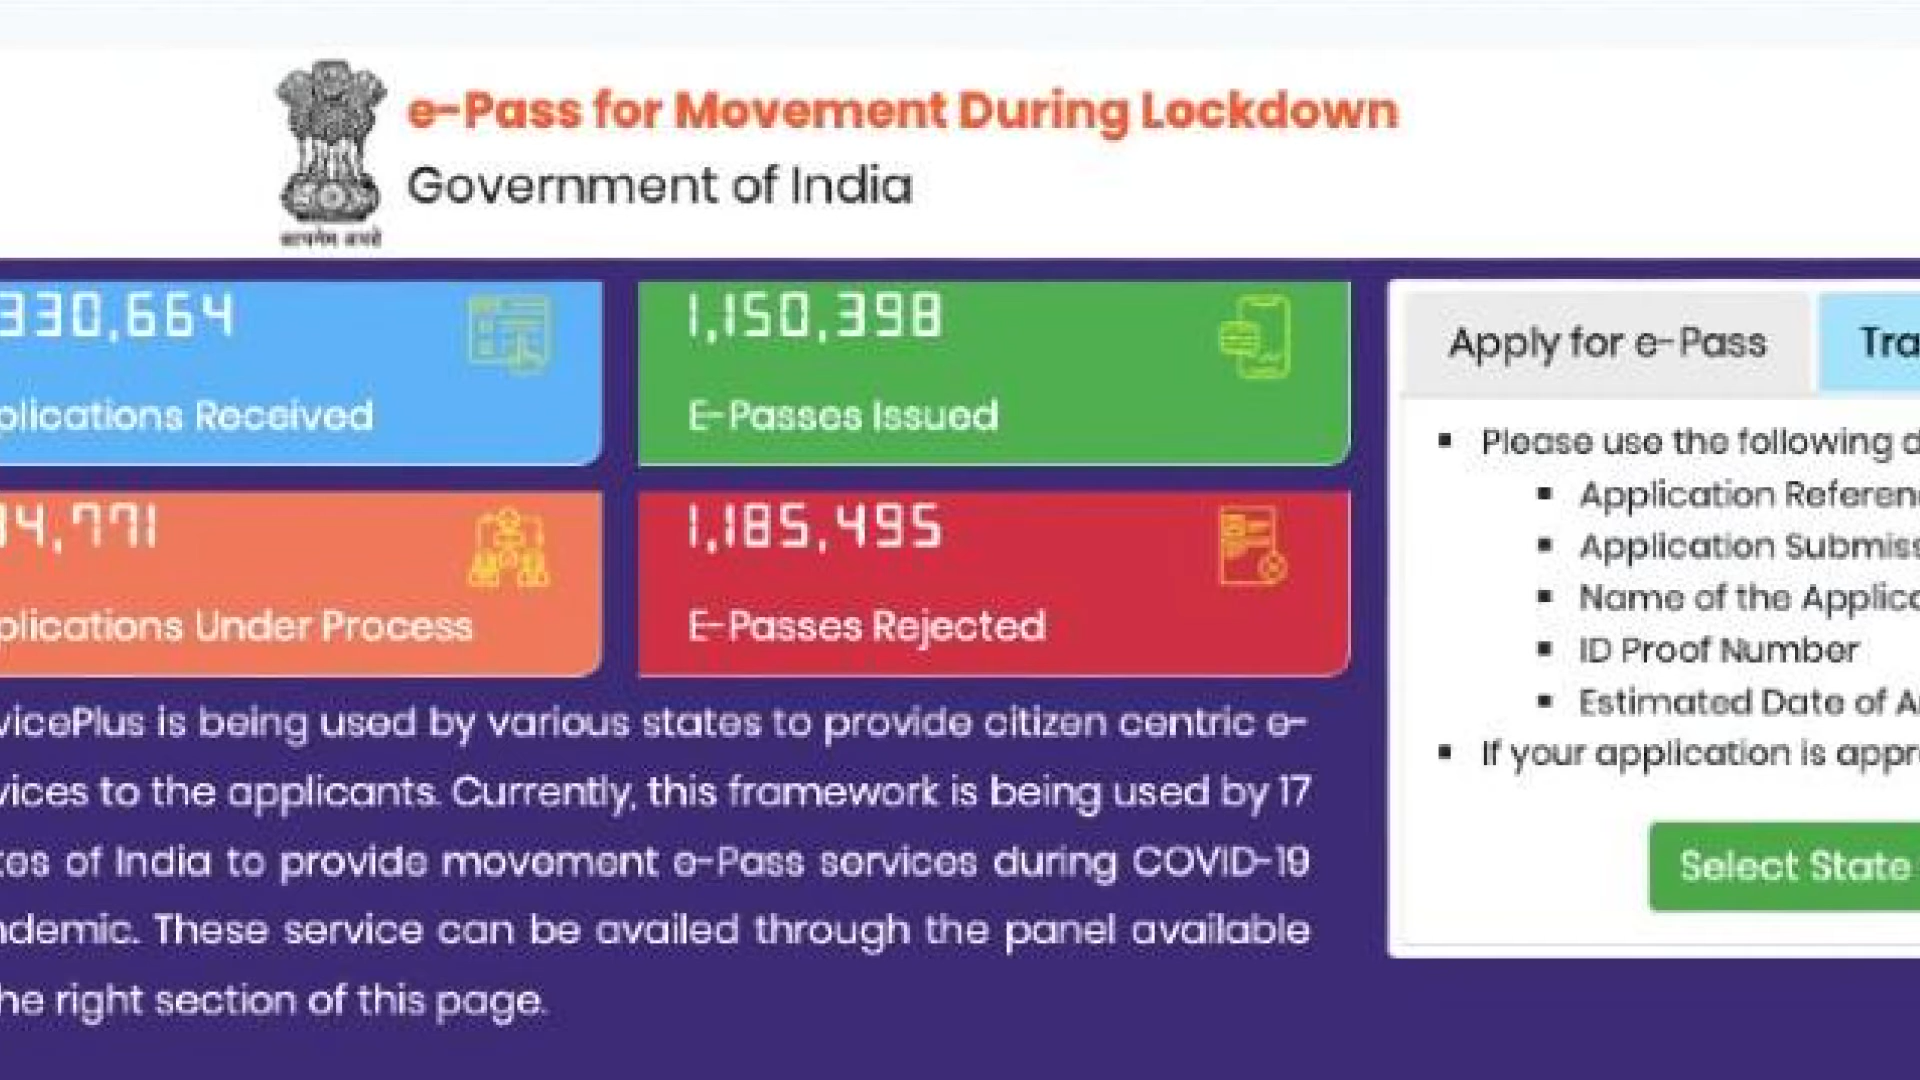 e-Pass for Movement During Lockdown
Government of India
330,664
plications Received
1,150,398
E-Passes Issued
14,771
plications Under Process
1,185,495
E-Passes Rejected
vicePlus is being used by various states to provide citizen centric e-
vices to the applicants. Currently, this framework is being used by 17
tes of India to provide movement e-Pass services during COVID-19
ndemic. These service can be availed through the panel available
he right section of this page.
Apply for e-Pass
Tra
Please use the following d
Application Referen
Application Submiss
Name of the Applica
ID Proof Number
Estimated Date of A
If your application is appr
Select State